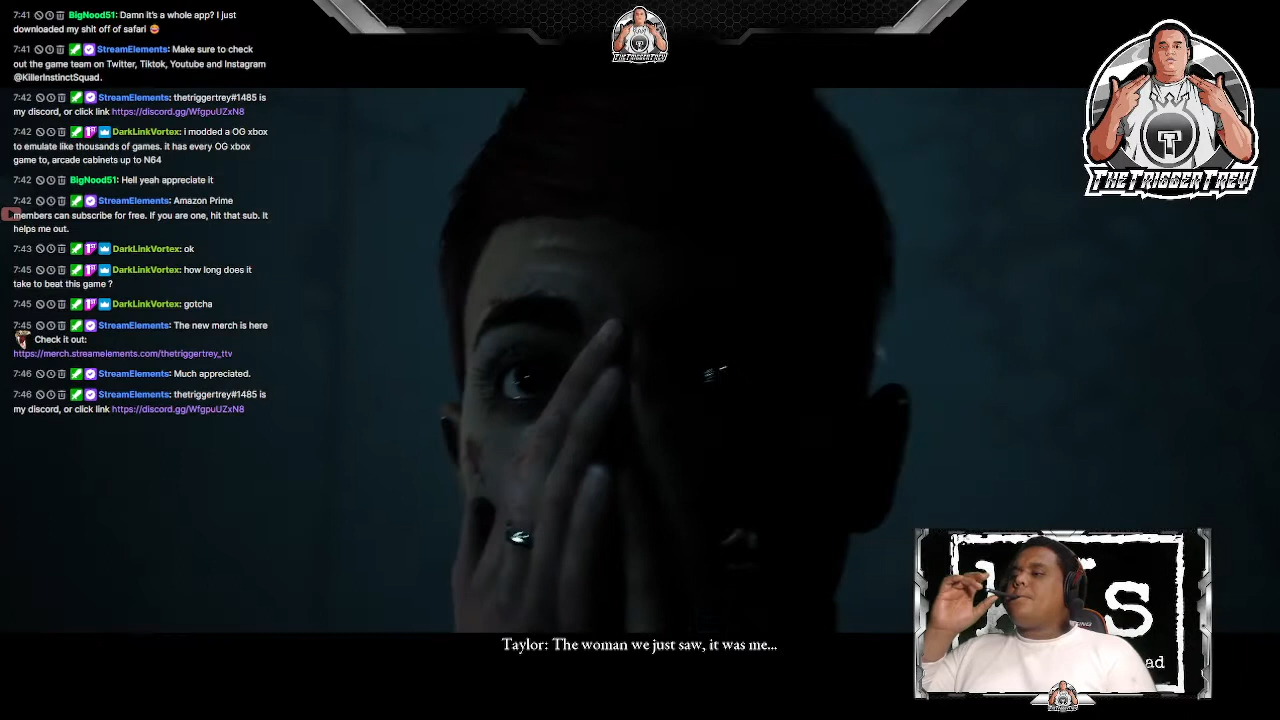 7:41 BigNood51: Damn it's a whole app? I just
downloaded my shit off of safari
7:41 StreamElements: Make sure to check
out the game team on Twitter, Tiktok, Youtube and Instagram
@KillerInstinctSquad.
7:42 StreamElements: thetriggertrey#1485 is
my discord, or click link https://discord.gg/WfgpuUZxN8
7:42 DarkLinkVortex: i modded a OG xbox
to emulate like thousands of games. it has every OG xbox
game to, arcade cabinets up to N64
7:42 BigNood51: Hell yeah appreciate it
7:42 StreamElements: Amazon Prime
members can subscribe for free. If you are one, hit that sub. It
helps me out.
7:43 DarkLinkVortex: ok
7:45 DarkLinkVortex: how long does it
take to beat this game ?
7:45 DarkLinkVortex: gotcha
7:45 StreamElements: The new merch is here
Check it out:
https://merch.streamelements.com/thetriggertrey_ttv
7:46 StreamElements: Much appreciated.
7:46 StreamElements: thetriggertrey#1485 is
my discord, or click link https://discord.gg/WfgpuUZxN8
THETRIGGERTREY
T
THETRIGGERTREY
s
ad
Taylor: The woman we just saw, it was me...